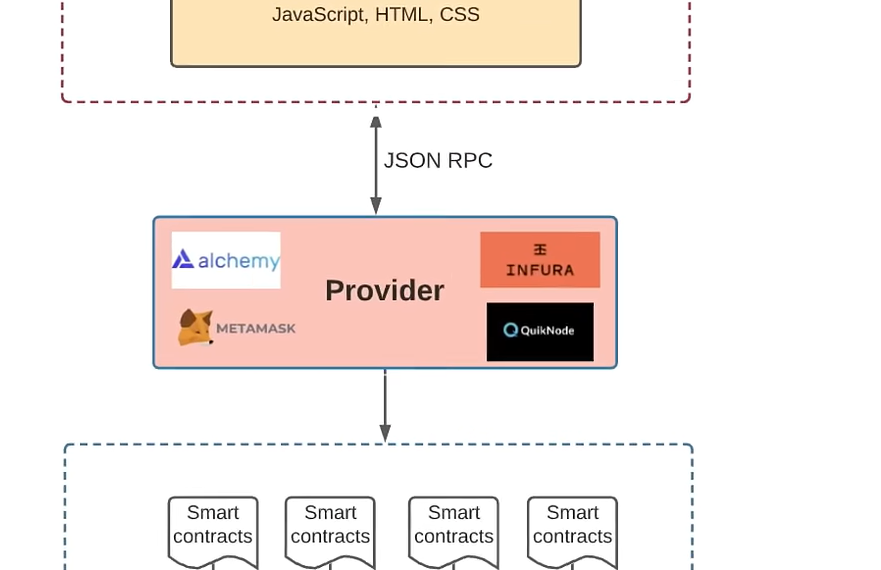 JavaScript, HTML, CSS
JSON RPC
alchemy
INFURA
Provider
METAMASK
QuikNode
Smart
contracts
Smart
contracts
Smart
contracts
Smart
contracts